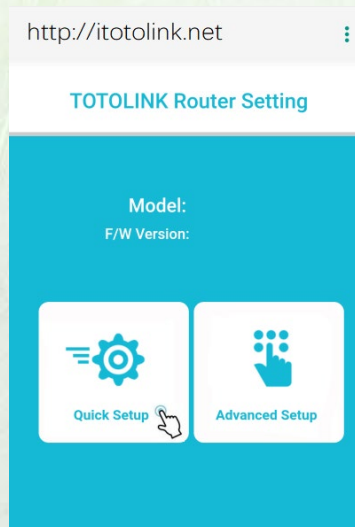 http://itotolink.net
TOTOLINK Router Setting
Model:
F/W Version:
Quick Setup
Advanced Setup